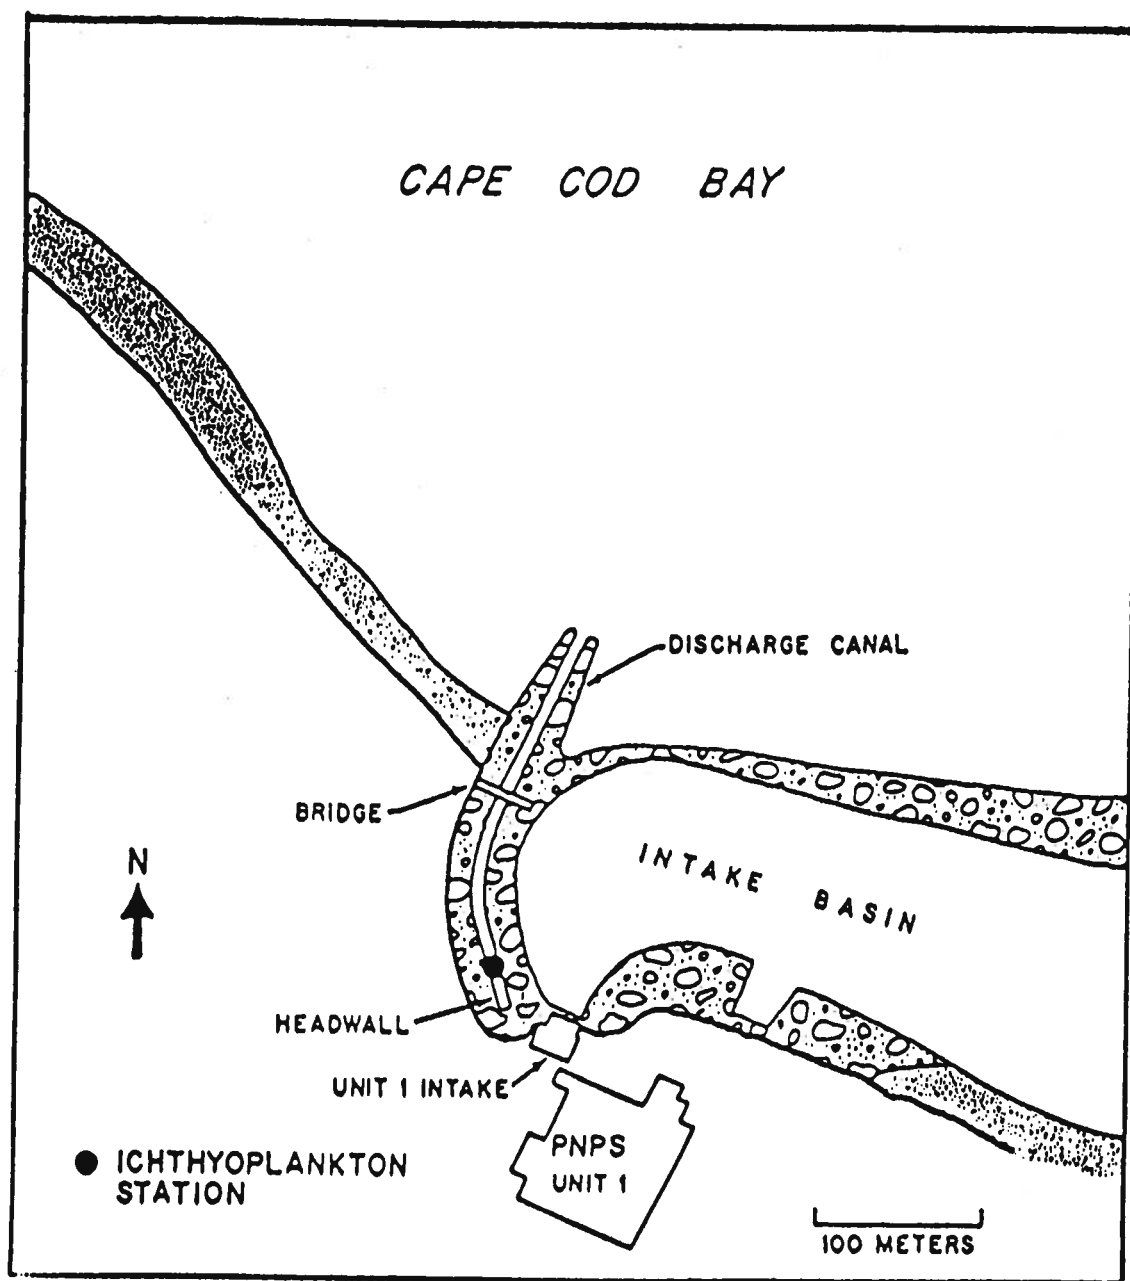 CAPE COD BAY
DISCHARGE CANAL
BRIDGE
INTAKE BASIN
N
HEADWALL
UNIT 1 INTAKE
PNPS
UNIT 1
ICHTHYOPLANKTON
STATION
100 METERS